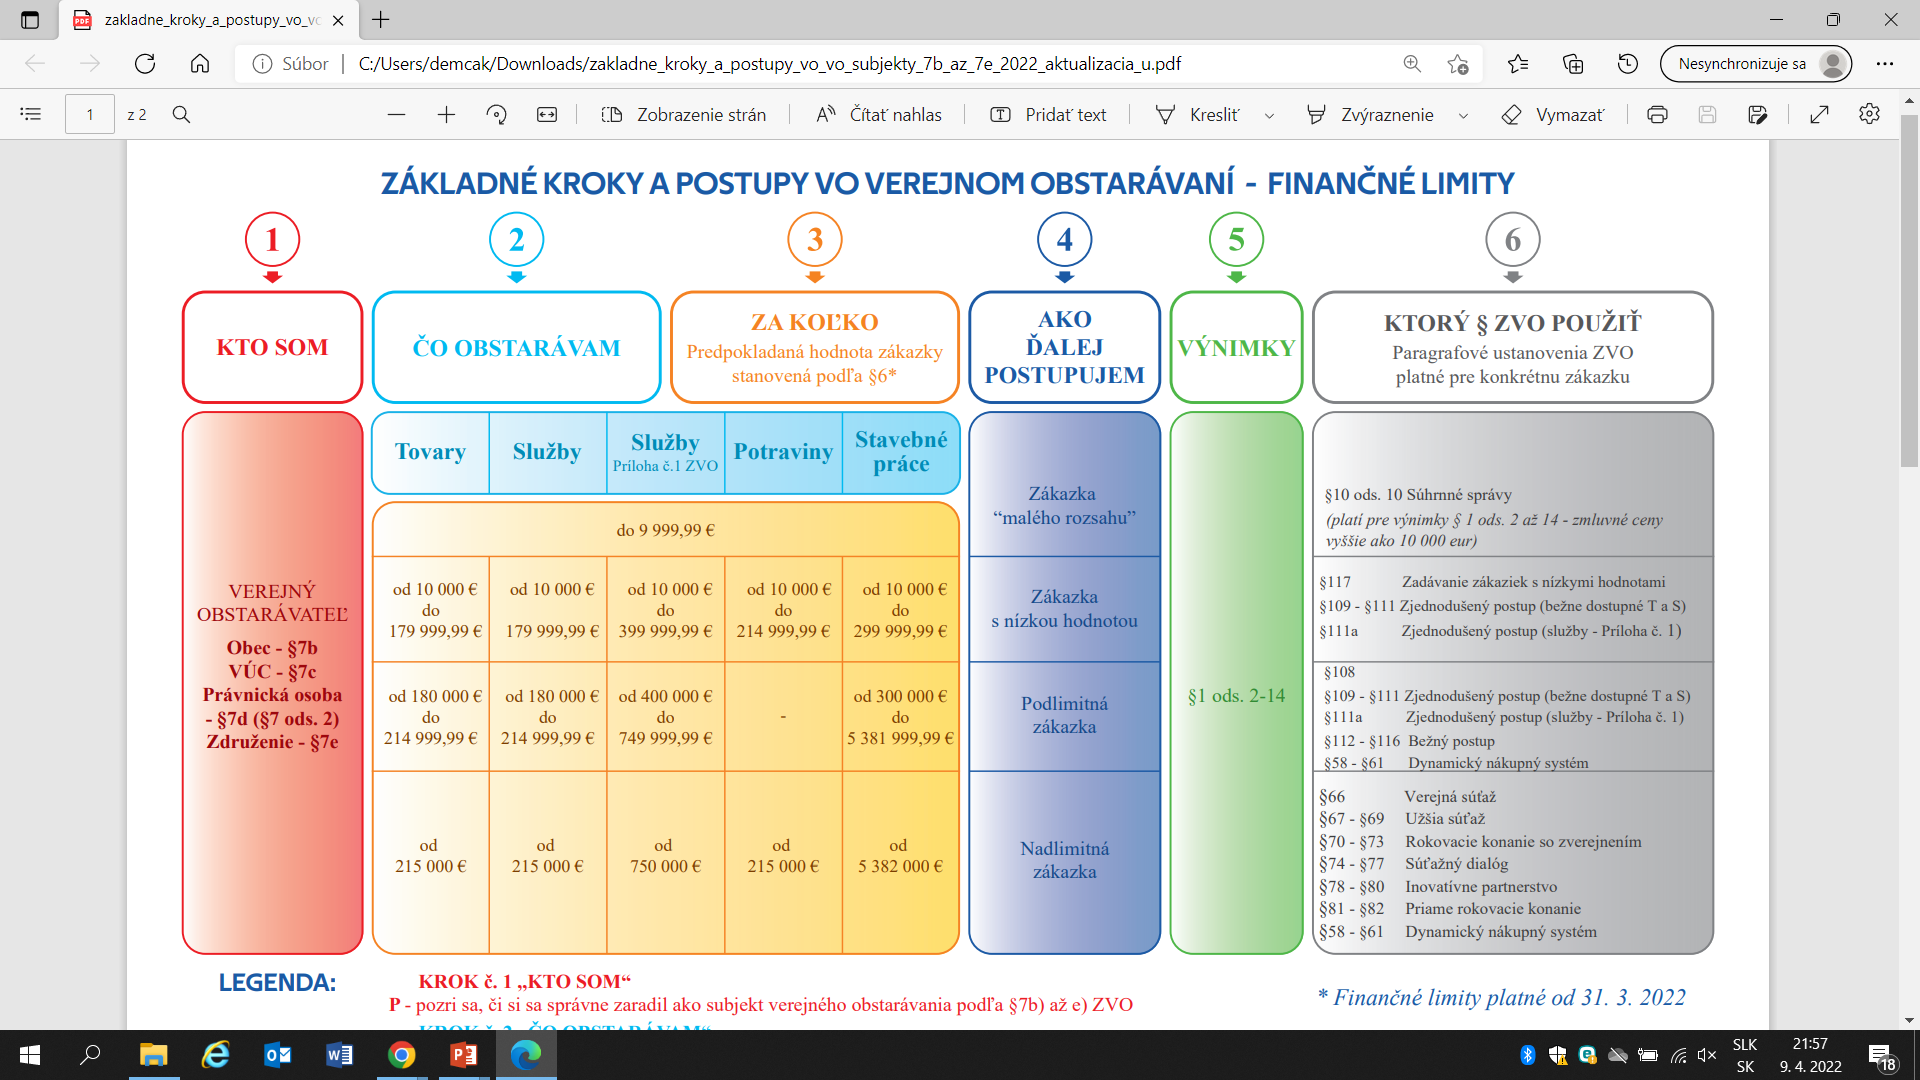 zakladne_kroky_a_postupy_vo_vo
Súbor
C:/Users/demcak/Downloads/zakladne_kroky_a_postupy_vo_vo_subjekty_7b_az_7e_2022_aktualizacia_u.pdf
Nesynchronizuje sa
1
z 2
Zobrazenie strán
Čítať nahlas
Pridať text
Kresliť
Zvýraznenie
Vymazať
ZÁKLADNÉ KROKY A POSTUPY VO VEREJNOM OBSTARÁVANÍ - FINANČNÉ LIMITY
1
2
3
4
5
6
KTO SOM
ČO OBSTARÁVAM
ZA KOĽKO
Predpokladaná hodnota zákazky
stanovená podľa §6*
AKO
ĎALEJ
POSTUPUJEM
VÝNIMKY
KTORÝ § ZVO POUŽIŤ
Paragrafové ustanovenia ZVO
platné pre konkrétnu zákazku
VEREJNÝ
OBSTARÁVATEĽ
Obec - §7b
VÚC - §7c
Právnická osoba
- §7d (§7 ods. 2)
Združenie - §7e
Tovary
Služby
Služby
Príloha č.1 ZVO
Potraviny
Stavebné
práce
do 9 999,99 €
od 10 000 €
do
179 999,99 €
od 10 000 €
179 999,99 €
od 10 000 €
do
399 999,99 €
od 10 000 €
do
214 999,99 €
od 10 000 €
do
299 999,99 €
od 180 000 €
do
214 999,99 €
od 180 000 €
do
214 999,99 €
od 400 000 €
do
749 999,99 €
-
od 300 000 €
do
5 381 999,99 €
od
215 000 €
od
215 000 €
od
750 000 €
od
215 000 €
od
5 382 000 €
Zákazka
“malého rozsahu”
Zákazka
s nízkou hodnotou
Podlimitná
zákazka
Nadlimitná
zákazka
§1 ods. 2-14
§10 ods. 10 Súhrnné správy
(platí pre výnimky § 1 ods. 2 až 14 - zmluvné ceny
vyššie ako 10 000 eur)
§117 Zadávanie zákaziek s nízkymi hodnotami
§109 - §111 Zjednodušený postup (bežne dostupné T a S)
§111a Zjednodušený postup (služby - Príloha č. 1)
§108
§109 - §111 Zjednodušený postup (bežne dostupné T a S)
§111a Zjednodušený postup (služby - Príloha č. 1)
§112 - §116 Bežný postup
§58 - §61 Dynamický nákupný systém
§66 Verejná súťaž
§67 - §69 Užšia súťaž
§70 - §73 Rokovacie konanie so zverejnením
§74 - §77 Súťažný dialóg
§78 - §80 Inovatívne partnerstvo
§81 - §82 Priame rokovacie konanie
§58 - §61 Dynamický nákupný systém
LEGENDA:
KROK č. 1 „KTO SOM“
P - pozri sa, či si sa správne zaradil ako subjekt verejného obstarávania podľa §7b) až e) ZVO
* Finančné limity platné od 31. 3. 2022
KROK č. 2 „ČO OBSTARÁVAM“
SLK
SK
21:57
9. 4. 2022
18